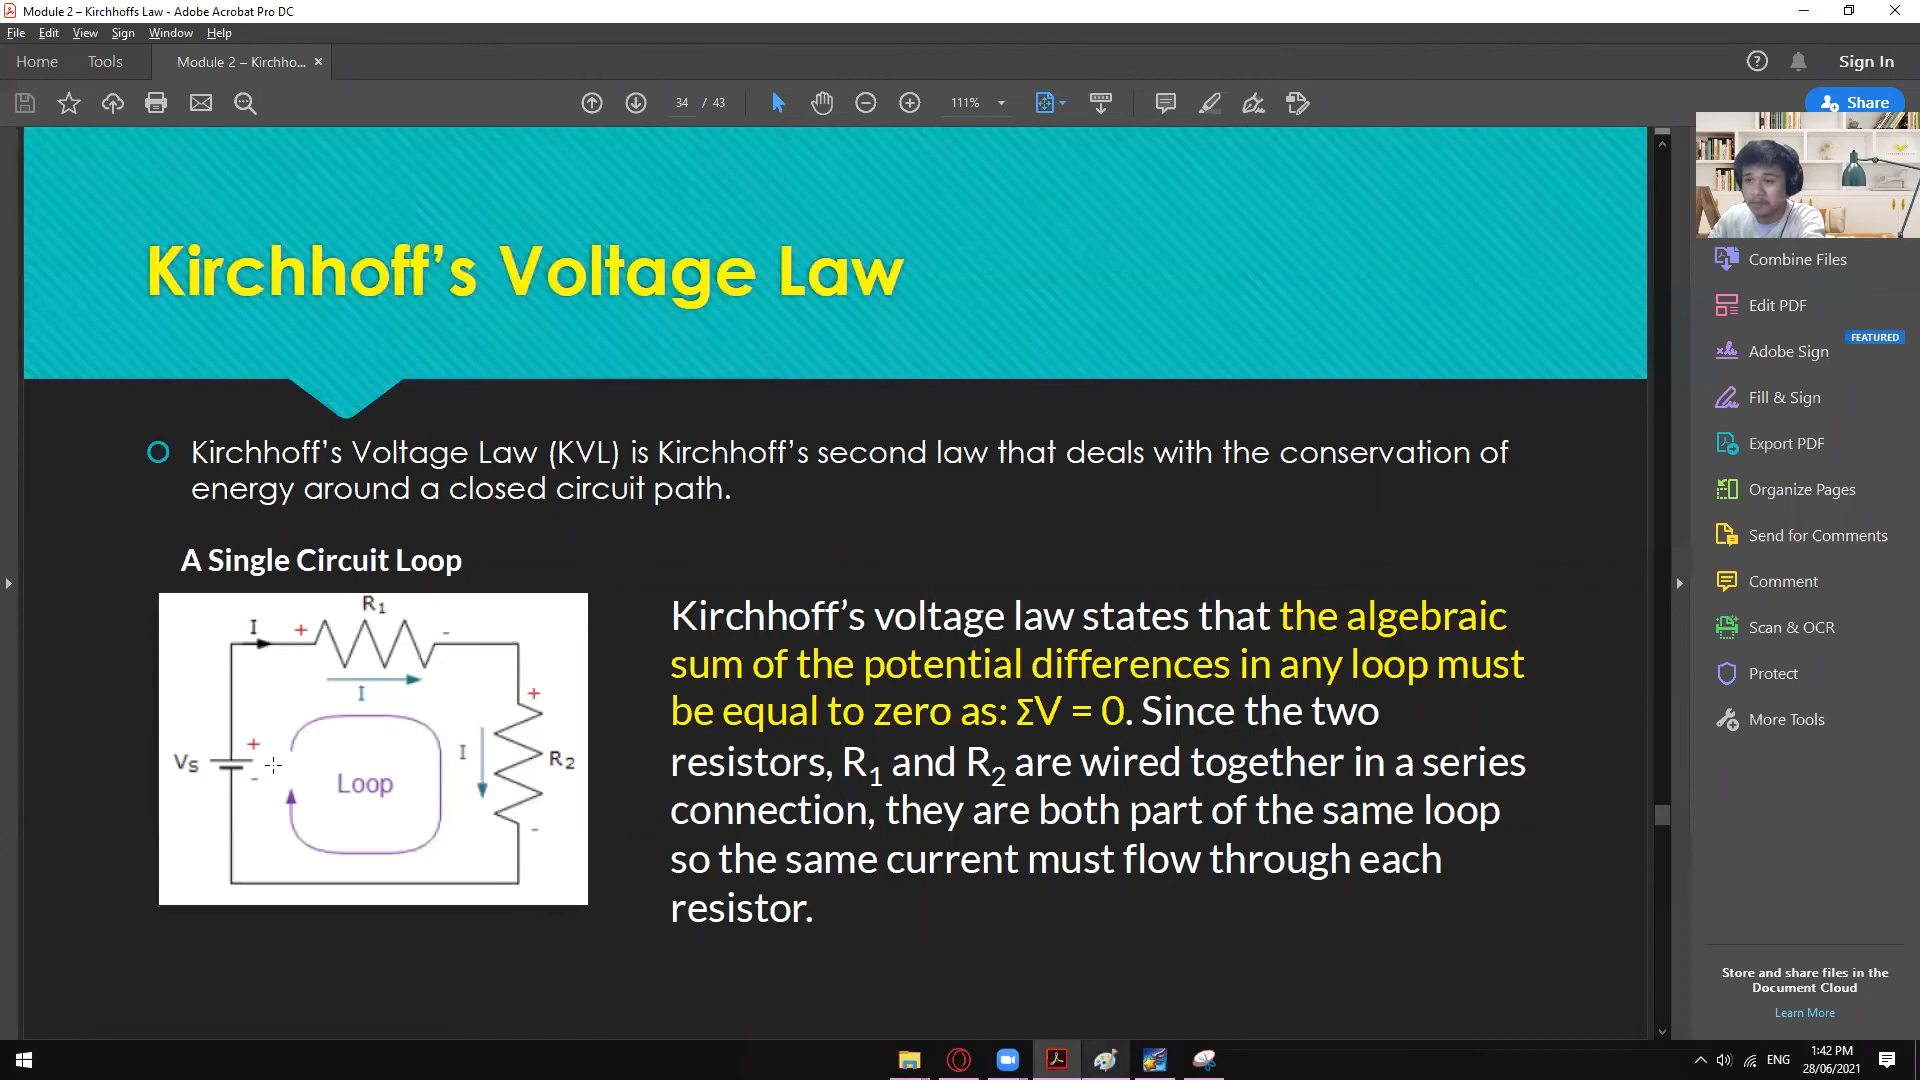 Module 2 – Kirchhoffs Law - Adobe Acrobat Pro DC
File Edit View Sign Window Help
Home Tools Module 2 – Kirchho... × Sign In
34 / 43 111% Share
Kirchhoff’s Voltage Law
Kirchhoff’s Voltage Law (KVL) is Kirchhoff’s second law that deals with the conservation of
energy around a closed circuit path.
A Single Circuit Loop
R1
I + -
I
+
Vs + -
Loop
I
R2
-
Kirchhoff’s voltage law states that the algebraic
sum of the potential differences in any loop must
be equal to zero as: ΣV = 0. Since the two
resistors, R1 and R2 are wired together in a series
connection, they are both part of the same loop
so the same current must flow through each
resistor.
Combine Files
Edit PDF
FEATURED
Adobe Sign
Fill & Sign
Export PDF
Organize Pages
Send for Comments
Comment
Scan & OCR
Protect
More Tools
Store and share files in the
Document Cloud
Learn More
ENG
1:42 PM
28/06/2021